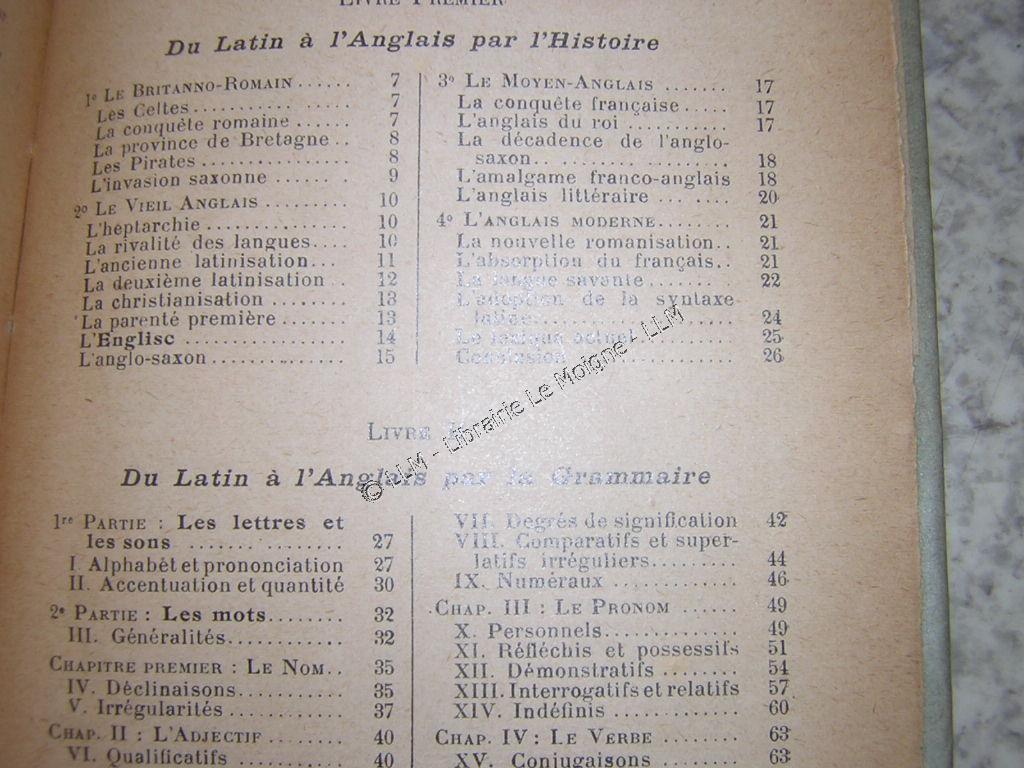 LIVRE PREMIER
Du Latin à l'Anglais par l'Histoire
1º LE BRITANNO-ROMAIN...... 7
Les Celtes............ 7
La conquête romaine...... 7
La province de Bretagne.. 8
Les Pirates............ 8
L'invasion saxonne....... 9
2º LE VIEIL ANGLAIS........ 10
L'heptarchie............ 10
La rivalité des langues.... 10
L'ancienne latinisation... 11
La deuxième latinisation.. 12
La christianisation....... 13
La parenté première....... 13
L'Englisc............ 14
L'anglo-saxon............ 15
3º LE MOYEN-ANGLAIS....... 17
La conquête française..... 17
L'anglais du roi........... 17
La décadence de l'anglo-
saxon............ 18
L'amalgame franco-anglais 18
L'anglais littéraire....... 20
4º L'ANGLAIS MODERNE....... 21
La nouvelle romanisation.. 21
L'absorption du français.. 21
La langue savante....... 22
L'adoption de la syntaxe
latine............ 24
Le lexique actuel........ 25
Conclusion............ 26
© LLM - Librairie Le Moigne - LLM
LIVRE
Du Latin à l'Anglais par la Grammaire
1re PARTIE : Les lettres et
les sons............ 27
I. Alphabet et prononciation 27
II. Accentuation et quantité 30
2e PARTIE : Les mots........ 32
III. Généralités............ 32
CHAPITRE PREMIER : LE NOM.. 35
IV. Déclinaisons.......... 35
V. Irrégularités............ 37
CHAP. II : L'ADJECTIF........ 40
VI. Qualificatifs............ 40
VII. Degrés de signification 42
VIII. Comparatifs et super-
latifs irréguliers......... 44
IX. Numéraux............ 46
CHAP. III : LE PRONOM...... 49
X. Personnels............ 49
XI. Réfléchis et possessifs 51
XII. Démonstratifs........ 54
XIII. Interrogatifs et relatifs 57
XIV. Indéfinis............ 60
CHAP. IV : LE VERBE........ 63
XV. Conjugaisons......... 63